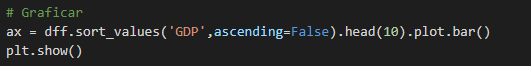 # Graficar
ax = dff.sort_values('GDP',ascending=False).head(10).plot.bar()
plt.show()